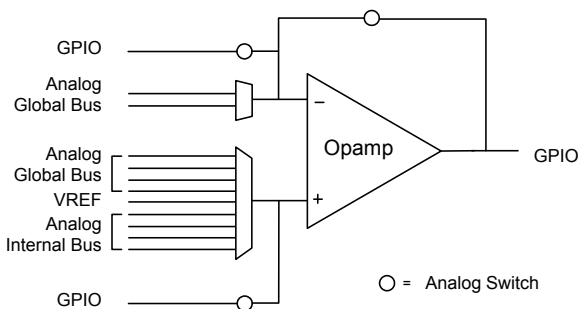 GPIO
Analog
Global Bus
−
Opamp
GPIO
Analog
Global Bus
VREF
+
Analog
Internal Bus
GPIO
= Analog Switch